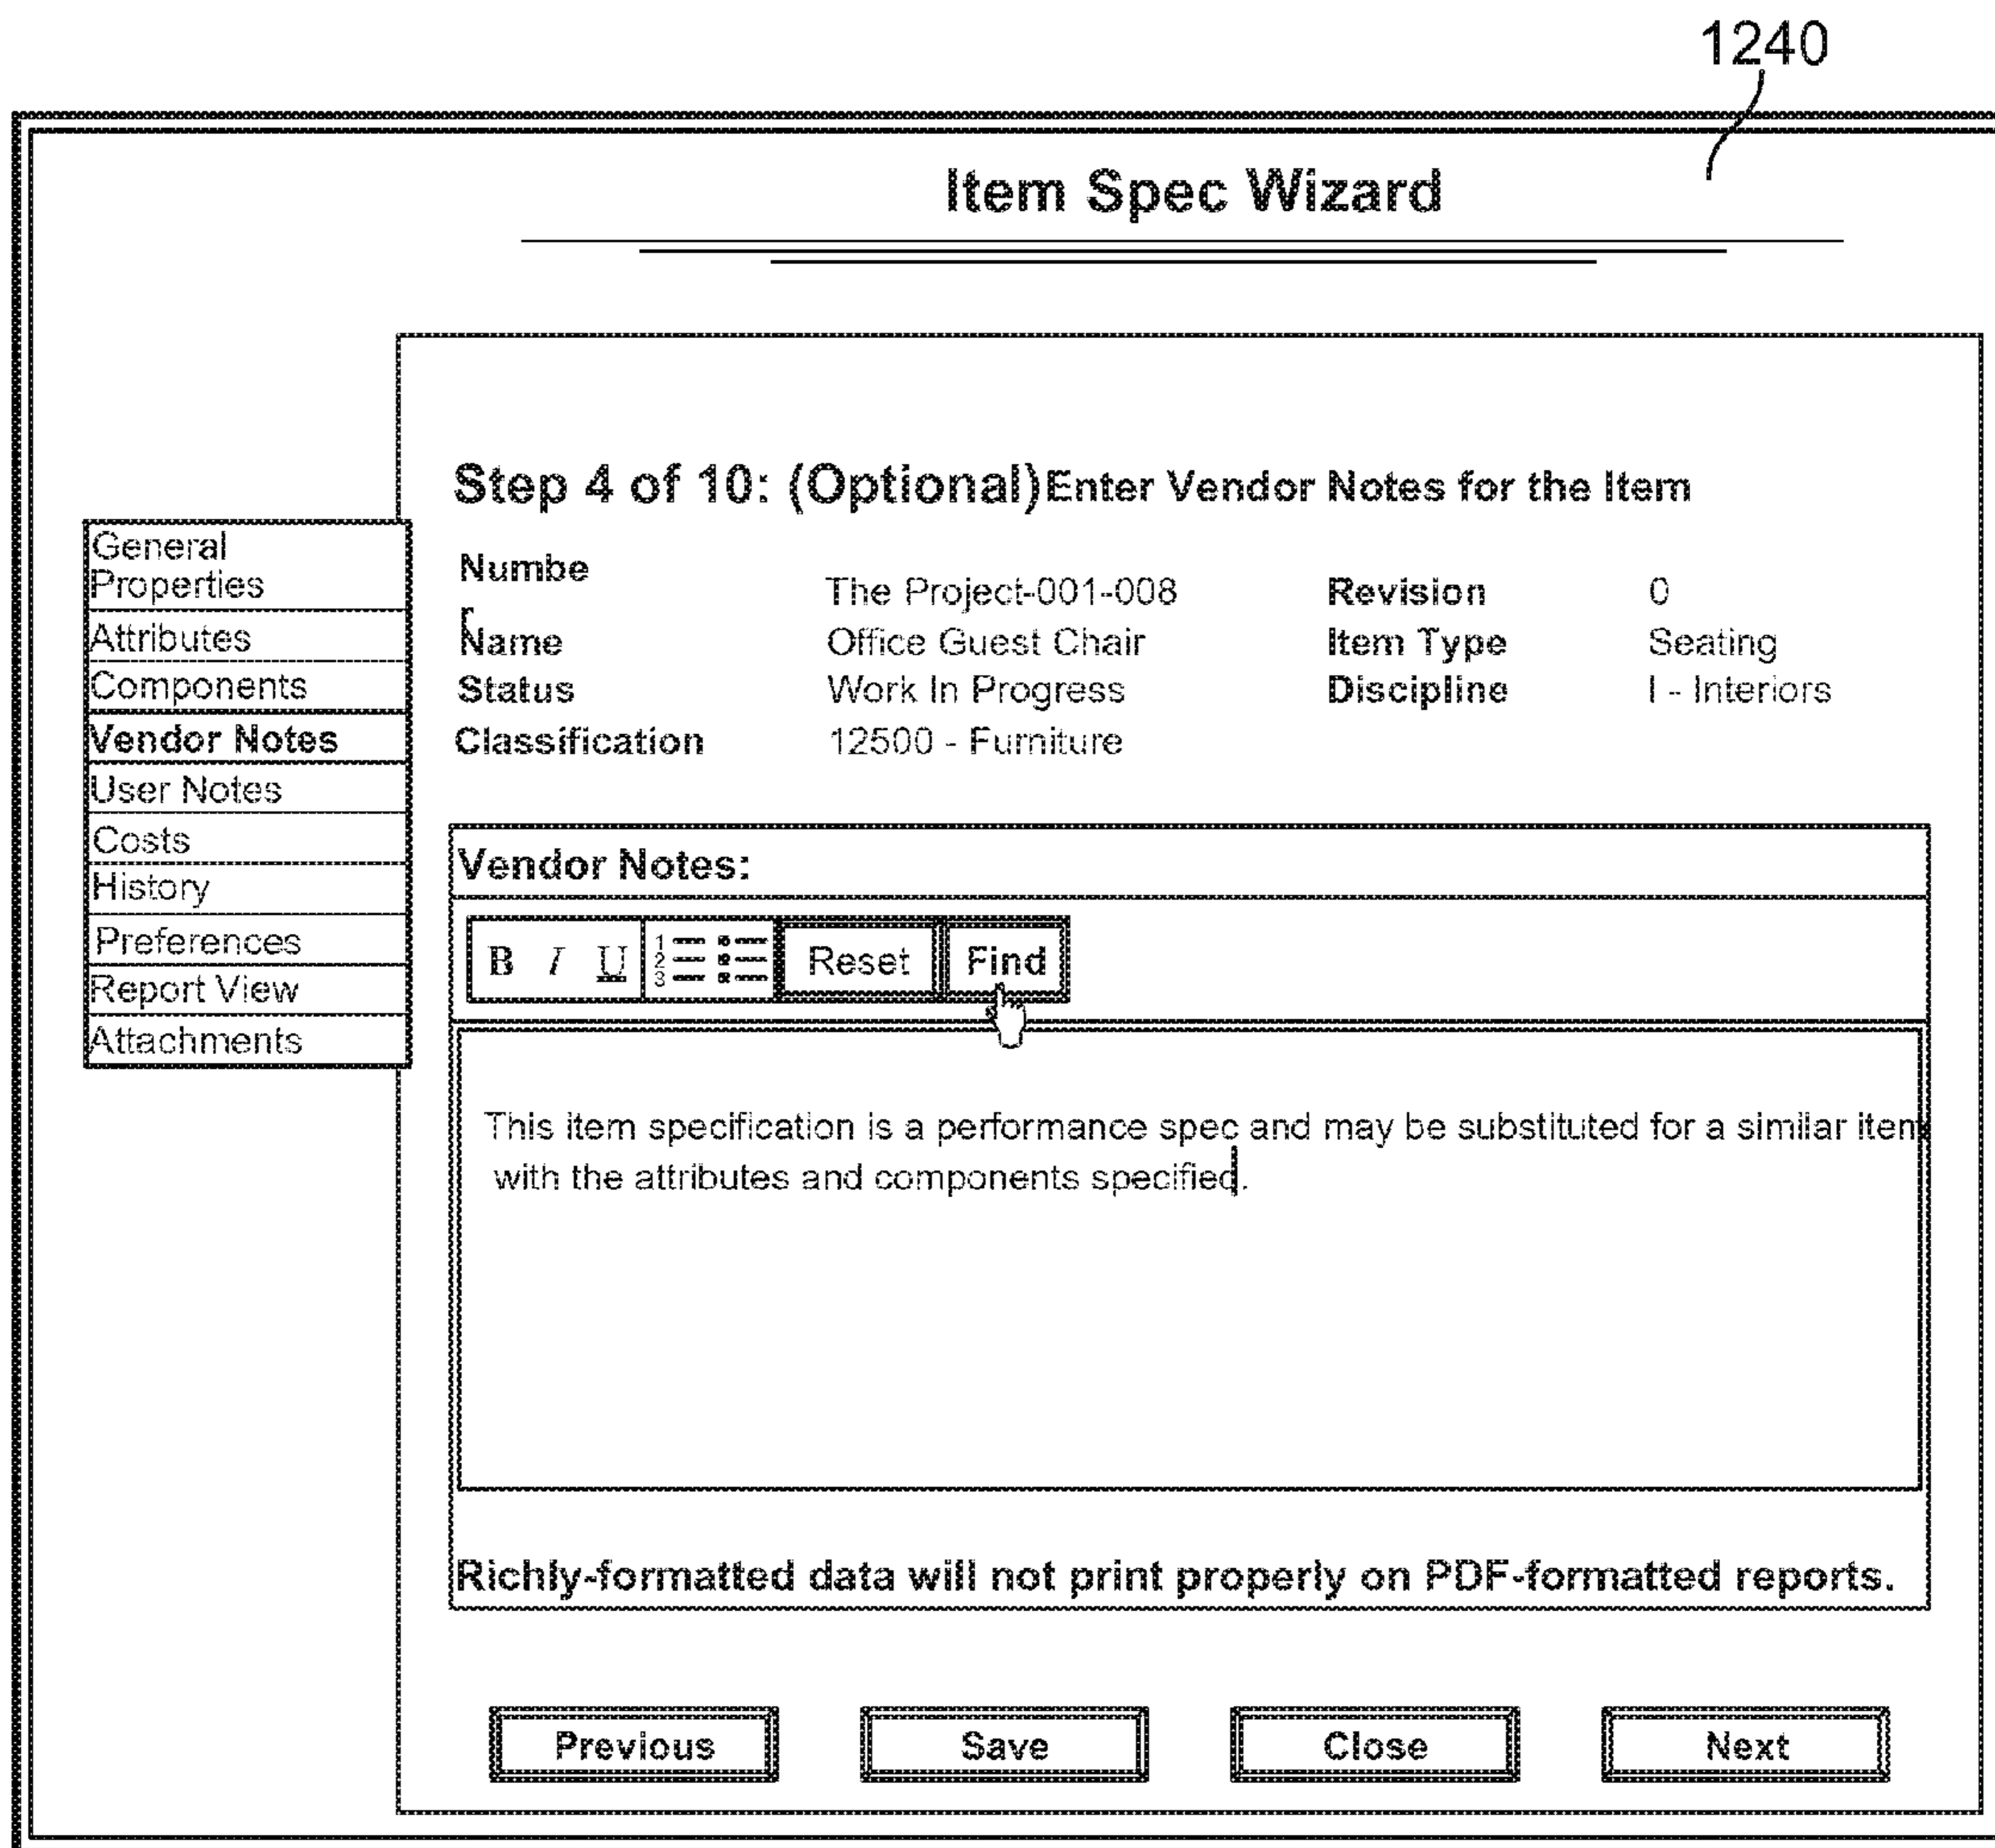 1240
Item Spec Wizard
Step 4 of 10: (Optional)Enter Vendor Notes for the Item
General
Properties
Attributes
Components
Vendor Notes
User Notes
Costs
History
Preferences
Report View
Attachments
Numbe
r
The Project-001-008
Revision
0
Name
Office Guest Chair
Item Type
Seating
Status
Work In Progress
Discipline
I - Interiors
Classification
12500 - Furniture
Vendor Notes:
B I U 1 2 3 Reset Find
This item specification is a performance spec and may be substituted for a similar item
with the attributes and components specified.
Richly-formatted data will not print properly on PDF-formatted reports.
Previous Save Close Next